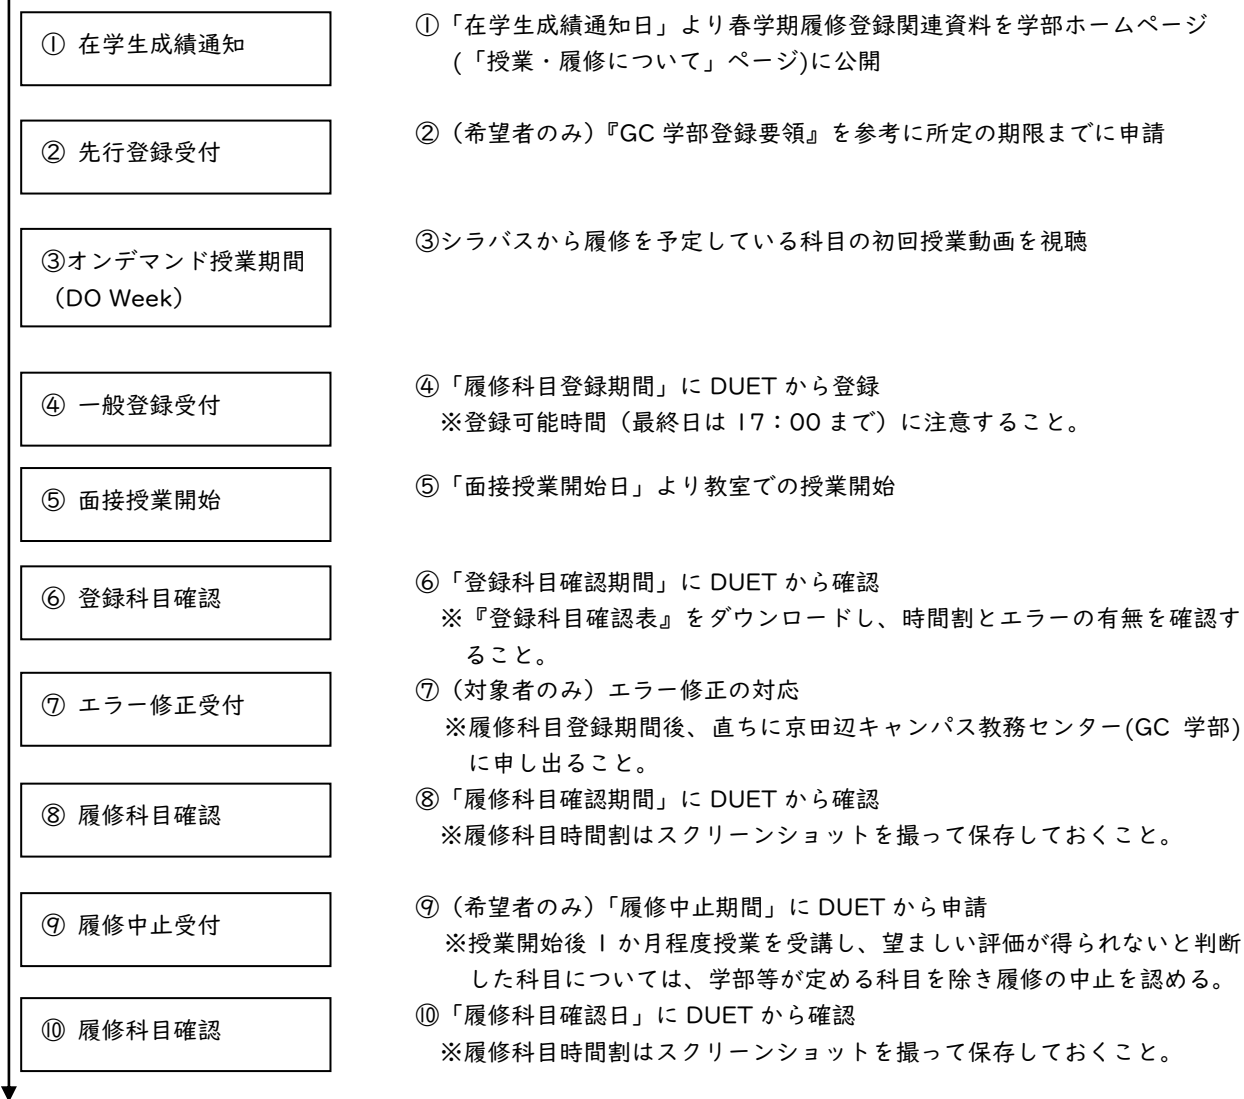 ① 在学生成績通知
①「在学生成績通知日」より春学期履修登録関連資料を学部ホームページ
(「授業・履修について」ページ)に公開
② 先行登録受付
②（希望者のみ）『GC 学部登録要領』を参考に所定の期限までに申請
③オンデマンド授業期間
（DO Week）
③シラバスから履修を予定している科目の初回授業動画を視聴
④ 一般登録受付
④「履修科目登録期間」に DUET から登録
※登録可能時間（最終日は 17：00 まで）に注意すること。
⑤ 面接授業開始
⑤「面接授業開始日」より教室での授業開始
⑥ 登録科目確認
⑥「登録科目確認期間」に DUET から確認
※『登録科目確認表』をダウンロードし、時間割とエラーの有無を確認す
ること。
⑦ エラー修正受付
⑦（対象者のみ）エラー修正の対応
※履修科目登録期間後、直ちに京田辺キャンパス教務センター(GC 学部)
に申し出ること。
⑧ 履修科目確認
⑧「履修科目確認期間」に DUET から確認
※履修科目時間割はスクリーンショットを撮って保存しておくこと。
⑨ 履修中止受付
⑨（希望者のみ）「履修中止期間」に DUET から申請
※授業開始後 1 か月程度授業を受講し、望ましい評価が得られないと判断
した科目については、学部等が定める科目を除き履修の中止を認める。
⑩ 履修科目確認
⑩「履修科目確認日」に DUET から確認
※履修科目時間割はスクリーンショットを撮って保存しておくこと。